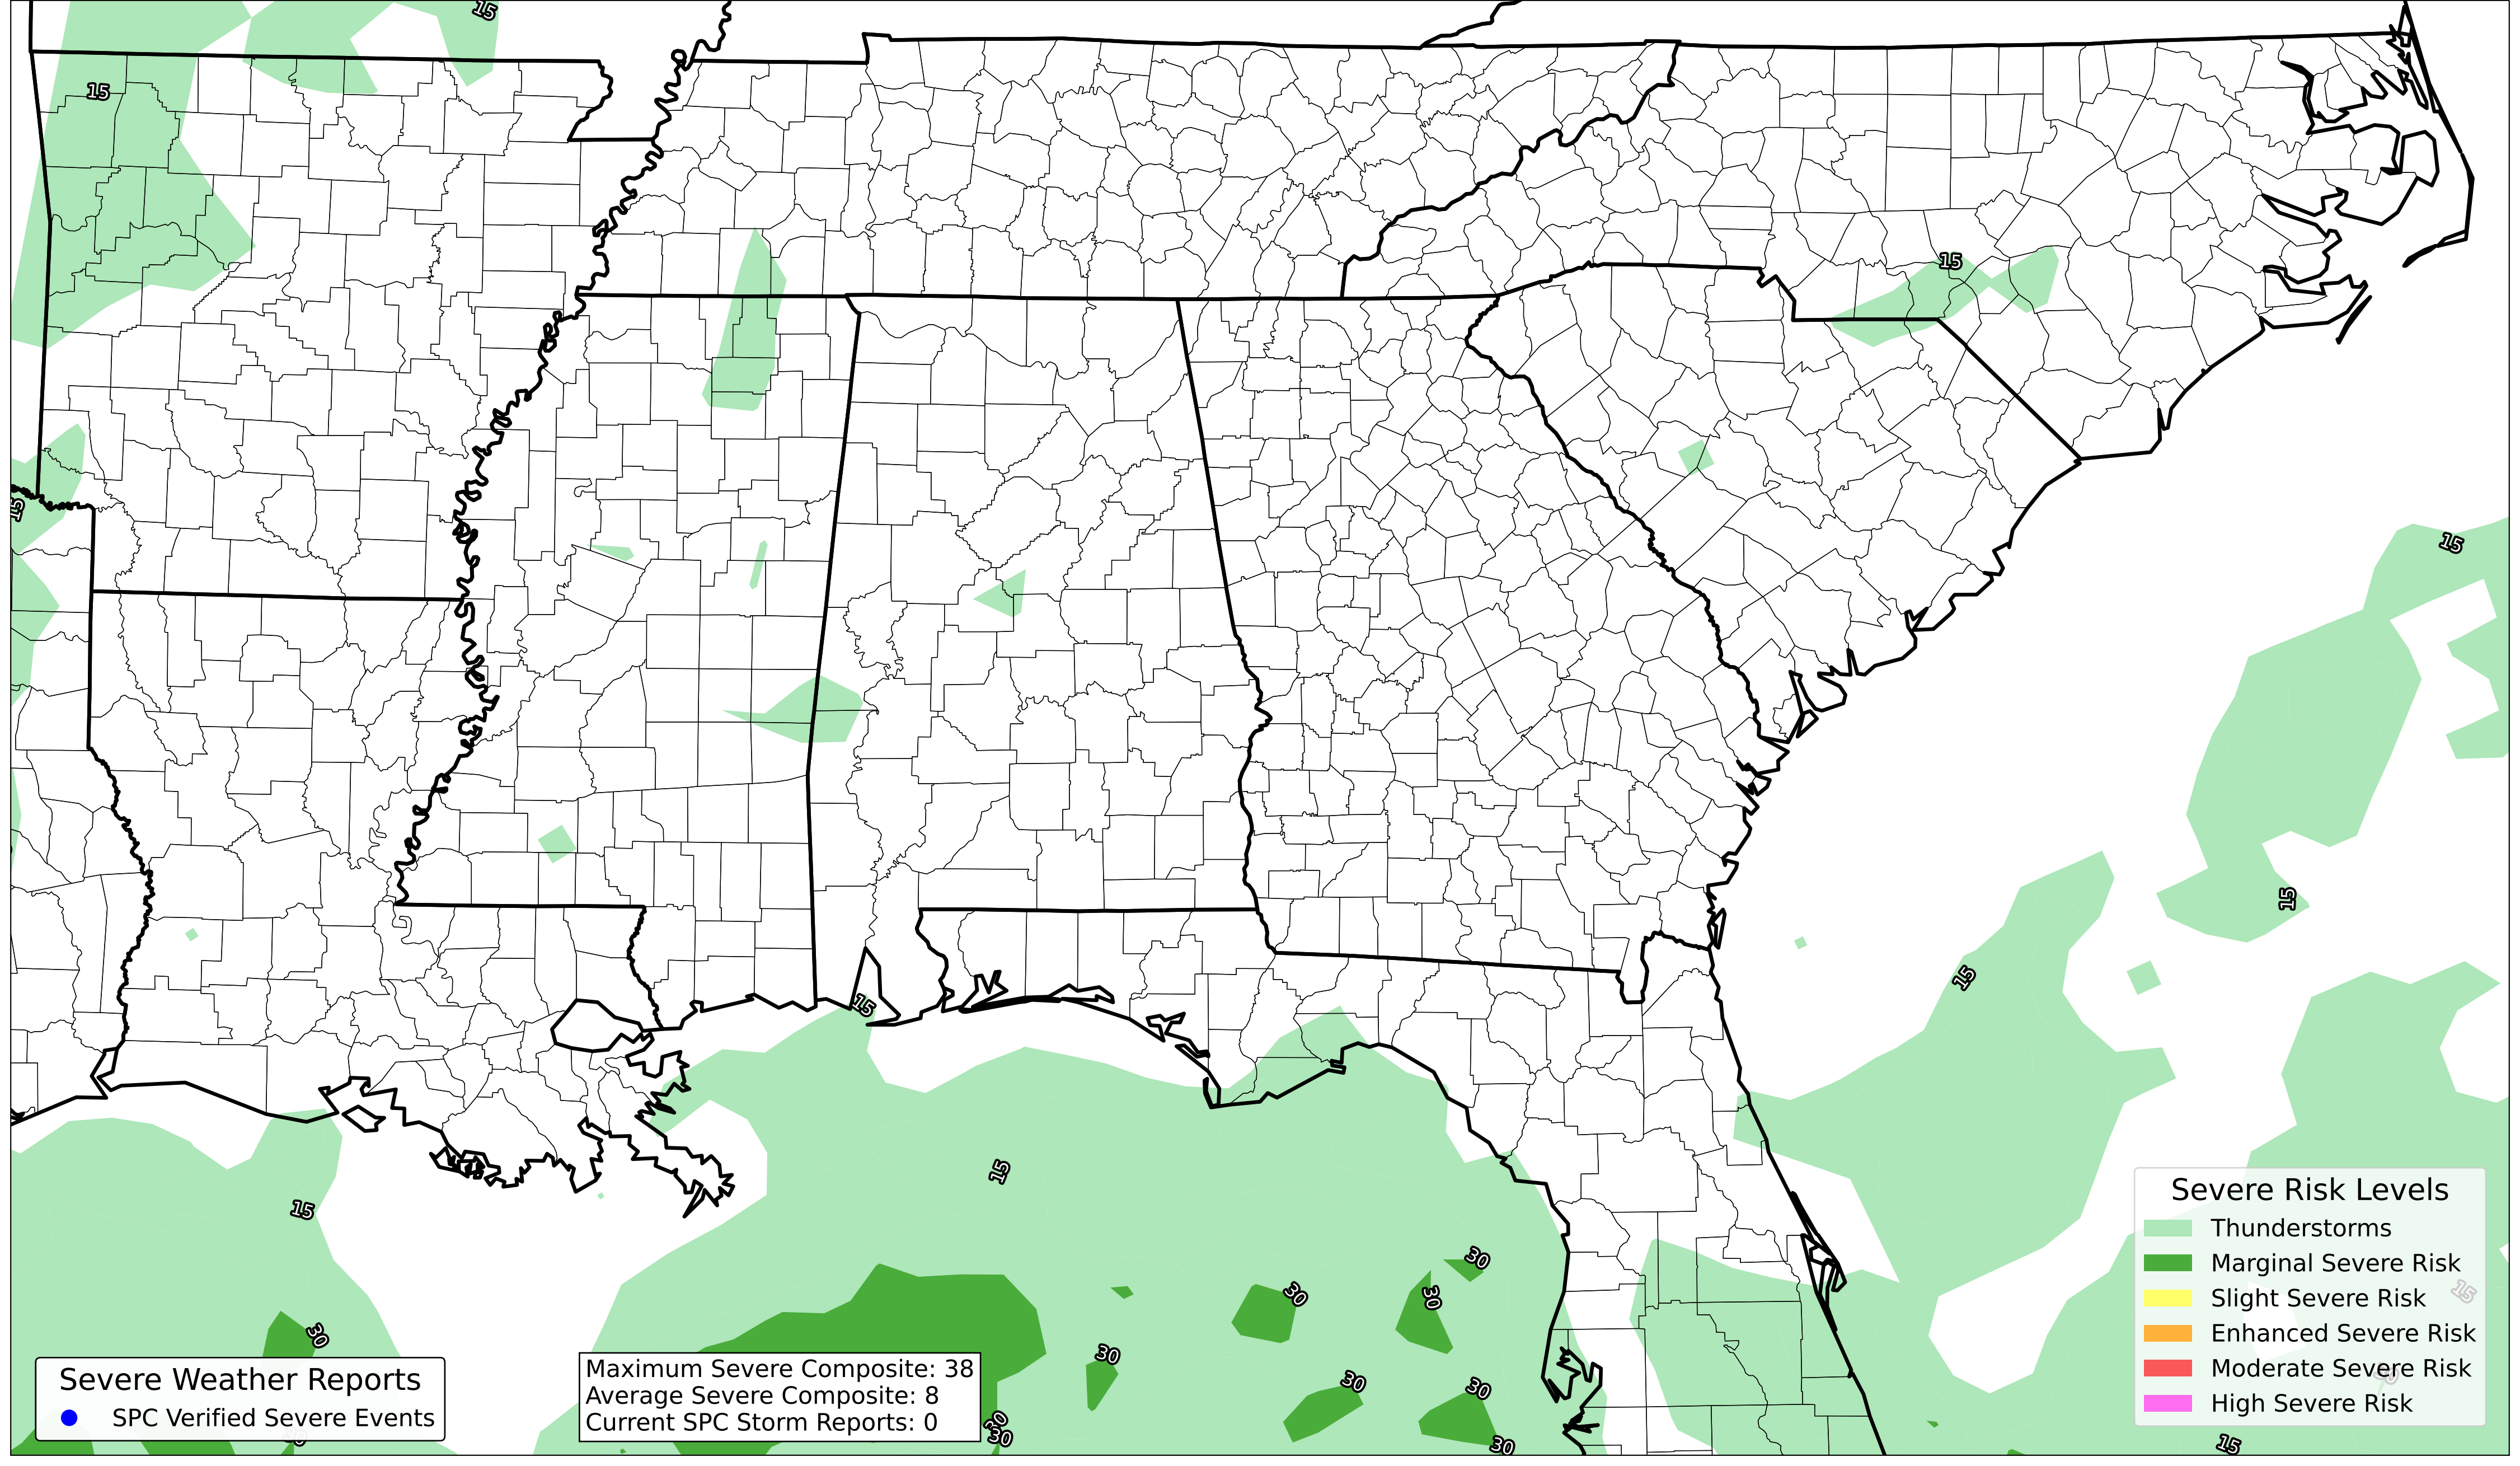 15
15
15
15
15
15
15
15
15
15
30
30
30
15
30
30
30
30
30
30
30
15
Severe Weather Reports
SPC Verified Severe Events
Maximum Severe Composite: 38
Average Severe Composite: 8
Current SPC Storm Reports: 0
Severe Risk Levels
Thunderstorms
Marginal Severe Risk
Slight Severe Risk
Enhanced Severe Risk
Moderate Severe Risk
High Severe Risk